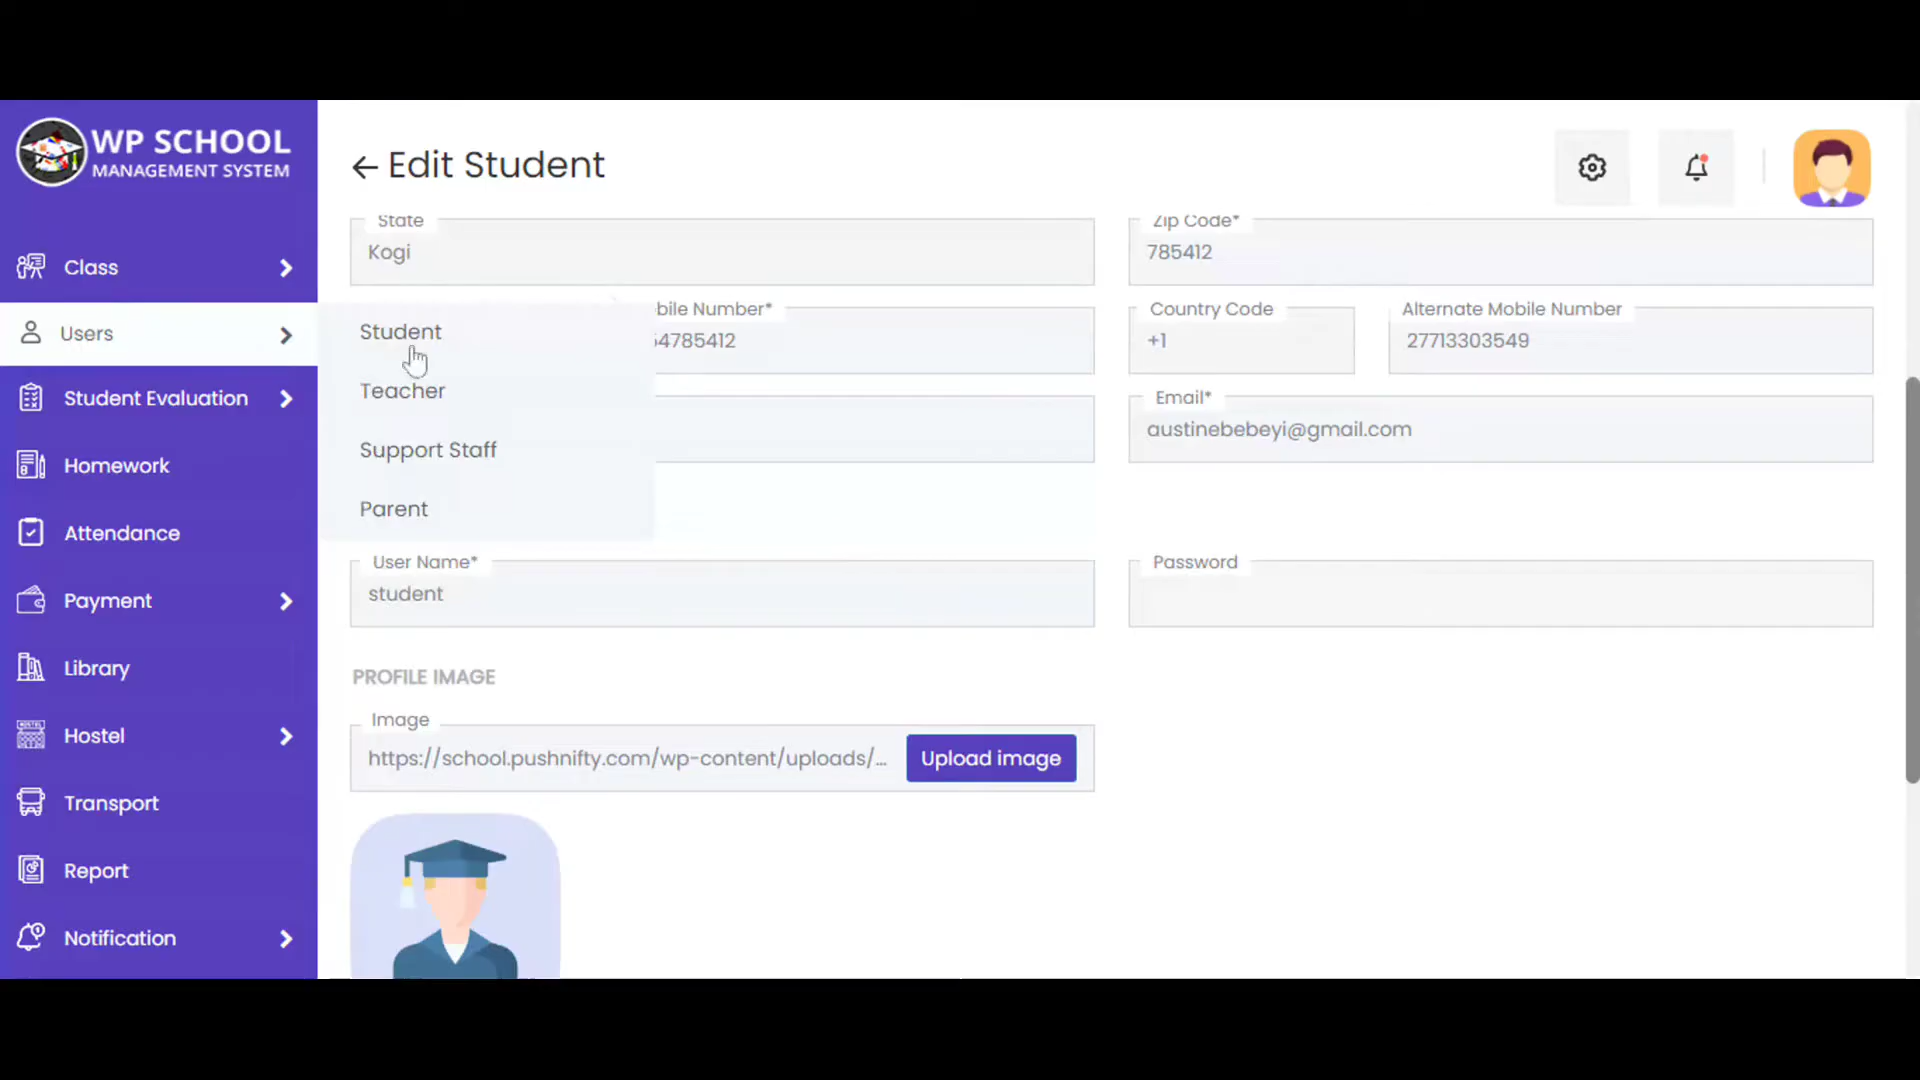 WP SCHOOL
MANAGEMENT SYSTEM
Class
Users
Student Evaluation
Homework
Attendance
Payment
Library
Hostel
Transport
Report
Notification
Edit Student
State
Kogi
Zip Code*
785412
Student
Teacher
Support Staff
Parent
bile Number*
54785412
Country Code
+1
Alternate Mobile Number
27713303549
Email*
austinebebeyi@gmail.com
User Name*
student
Password
PROFILE IMAGE
Image
https://school.pushnifty.com/wp-content/uploads/...
Upload image